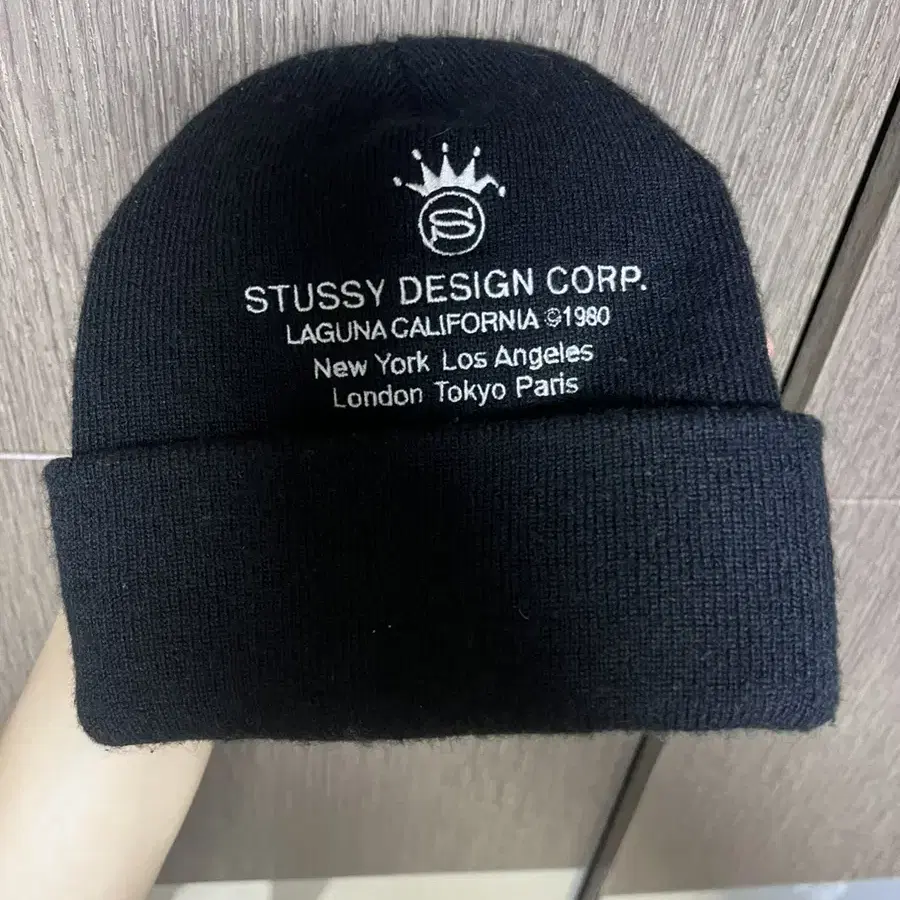 S
STUSSY DESIGN CORP.
LAGUNA CALIFORNIA ©1980
New York Los Angeles
London Tokyo Paris